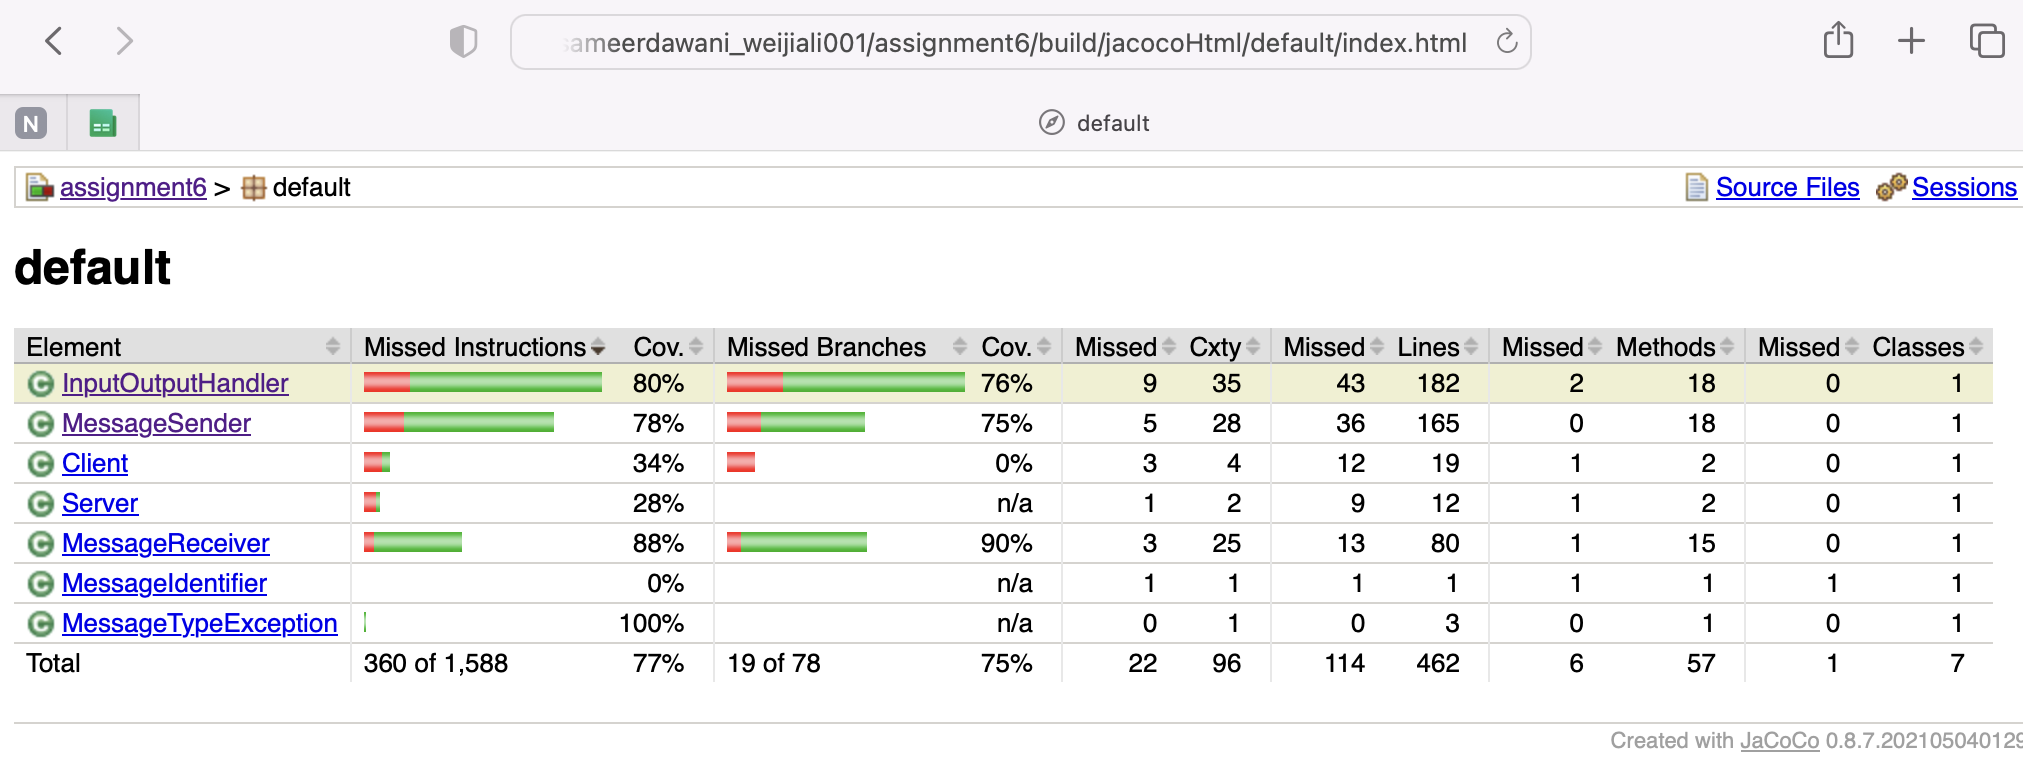 sameerdawani_weijiali001/assignment6/build/jacocoHtml/default/index.html
N
default
assignment6 > default Source Files Sessions
default
Element Missed Instructions Cov. Missed Branches Cov. Missed Cxty Missed Lines Missed Methods Missed Classes
C InputOutputHandler 80% 76% 9 35 43 182 2 18 0 1
C MessageSender 78% 75% 5 28 36 165 0 18 0 1
C Client 34% 0% 3 4 12 19 1 2 0 1
C Server 28% n/a 1 2 9 12 1 2 0 1
C MessageReceiver 88% 90% 3 25 13 80 1 15 0 1
C MessageIdentifier 0% n/a 1 1 1 1 1 1 1 1
C MessageTypeException 100% n/a 0 1 0 3 0 1 0 1
Total 360 of 1,588 77% 19 of 78 75% 22 96 114 462 6 57 1 7
Created with JaCoCo 0.8.7.202105040129